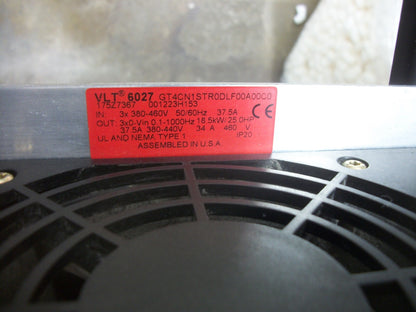 VLT® 6027 GT4CN1STR0DLF00A00C0
175Z7367 001223H153
IN: 3x 380-460V 50/60Hz 37.5A
OUT: 3x0-Vin 0.1-1000Hz 18.5kW/25.0HP
37.5A 380-440V 34 A 460 V
UL AND NEMA TYPE 1 IP20
ASSEMBLED IN U.S.A
CE